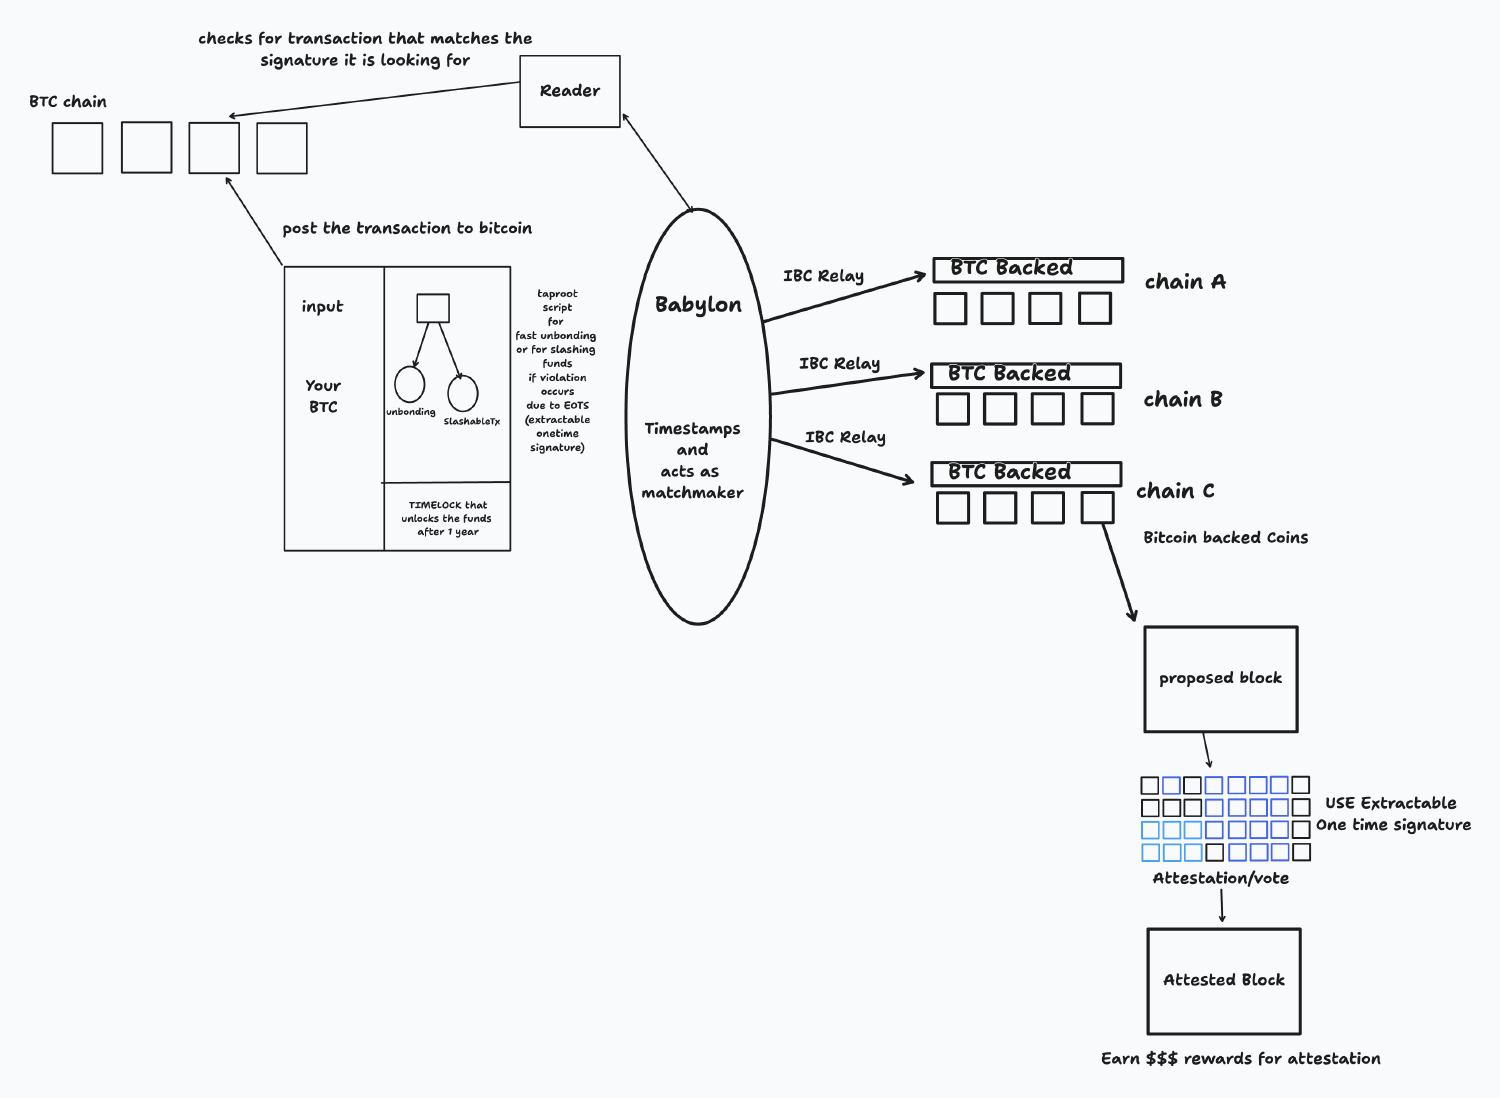 checks for transaction that matches the
signature it is looking for
Reader
BTC chain
post the transaction to bitcoin
input
Your
BTC
unbonding
SlashableTx
TIMELOCK that
unlocks the funds
after 1 year
taproot
script
for
fast unbonding
or for slashing
funds
if violation
occurs
due to EOTS
(extractable
onetime
signature)
Babylon
Timestamps
and
acts as
matchmaker
IBC Relay
BTC Backed
chain A
IBC Relay
BTC Backed
chain B
IBC Relay
BTC Backed
chain C
Bitcoin backed Coins
proposed block
USE Extractable
One time signature
Attestation/vote
Attested Block
Earn $$$ rewards for attestation